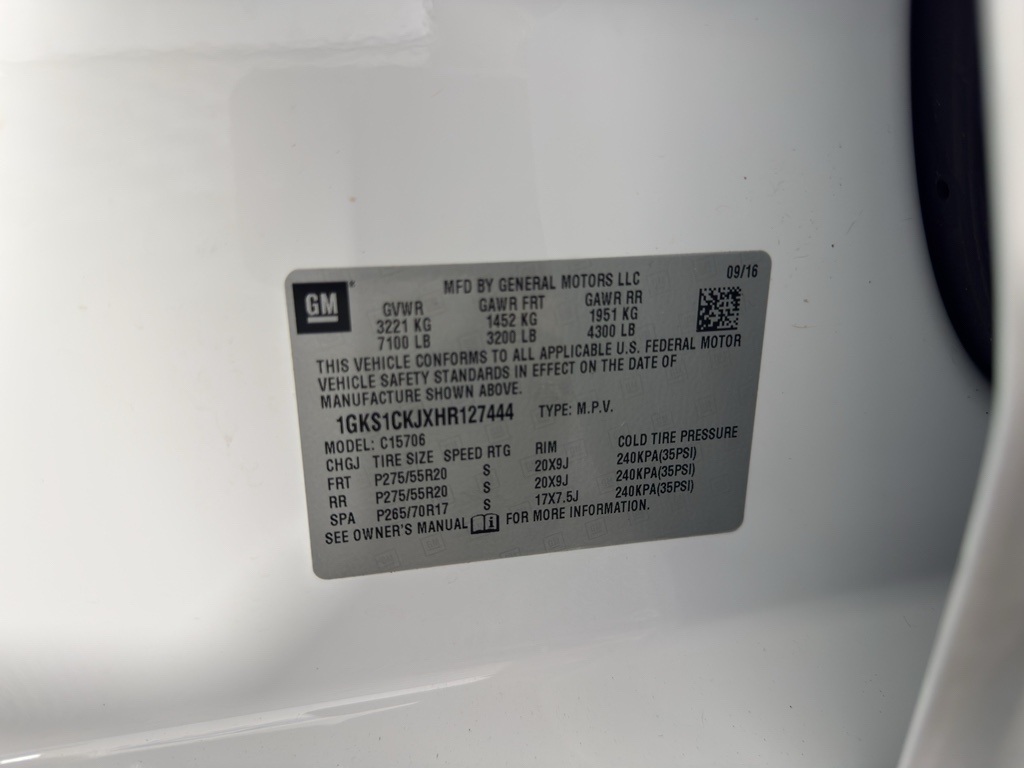 GM
MFD BY GENERAL MOTORS LLC 09/16
GVWR GAWR FRT GAWR RR
3221 KG 1452 KG 1951 KG
7100 LB 3200 LB 4300 LB
THIS VEHICLE CONFORMS TO ALL APPLICABLE U.S. FEDERAL MOTOR
VEHICLE SAFETY STANDARDS IN EFFECT ON THE DATE OF
MANUFACTURE SHOWN ABOVE.
1GKS1CKJXHR127444 TYPE: M.P.V.
MODEL: C15706
CHGJ TIRE SIZE SPEED RTG RIM COLD TIRE PRESSURE
FRT P275/55R20 S 20X9J 240KPA(35PSI)
RR P275/55R20 S 20X9J 240KPA(35PSI)
SPA P265/70R17 S 17X7.5J 240KPA(35PSI)
SEE OWNER'S MANUAL FOR MORE INFORMATION.